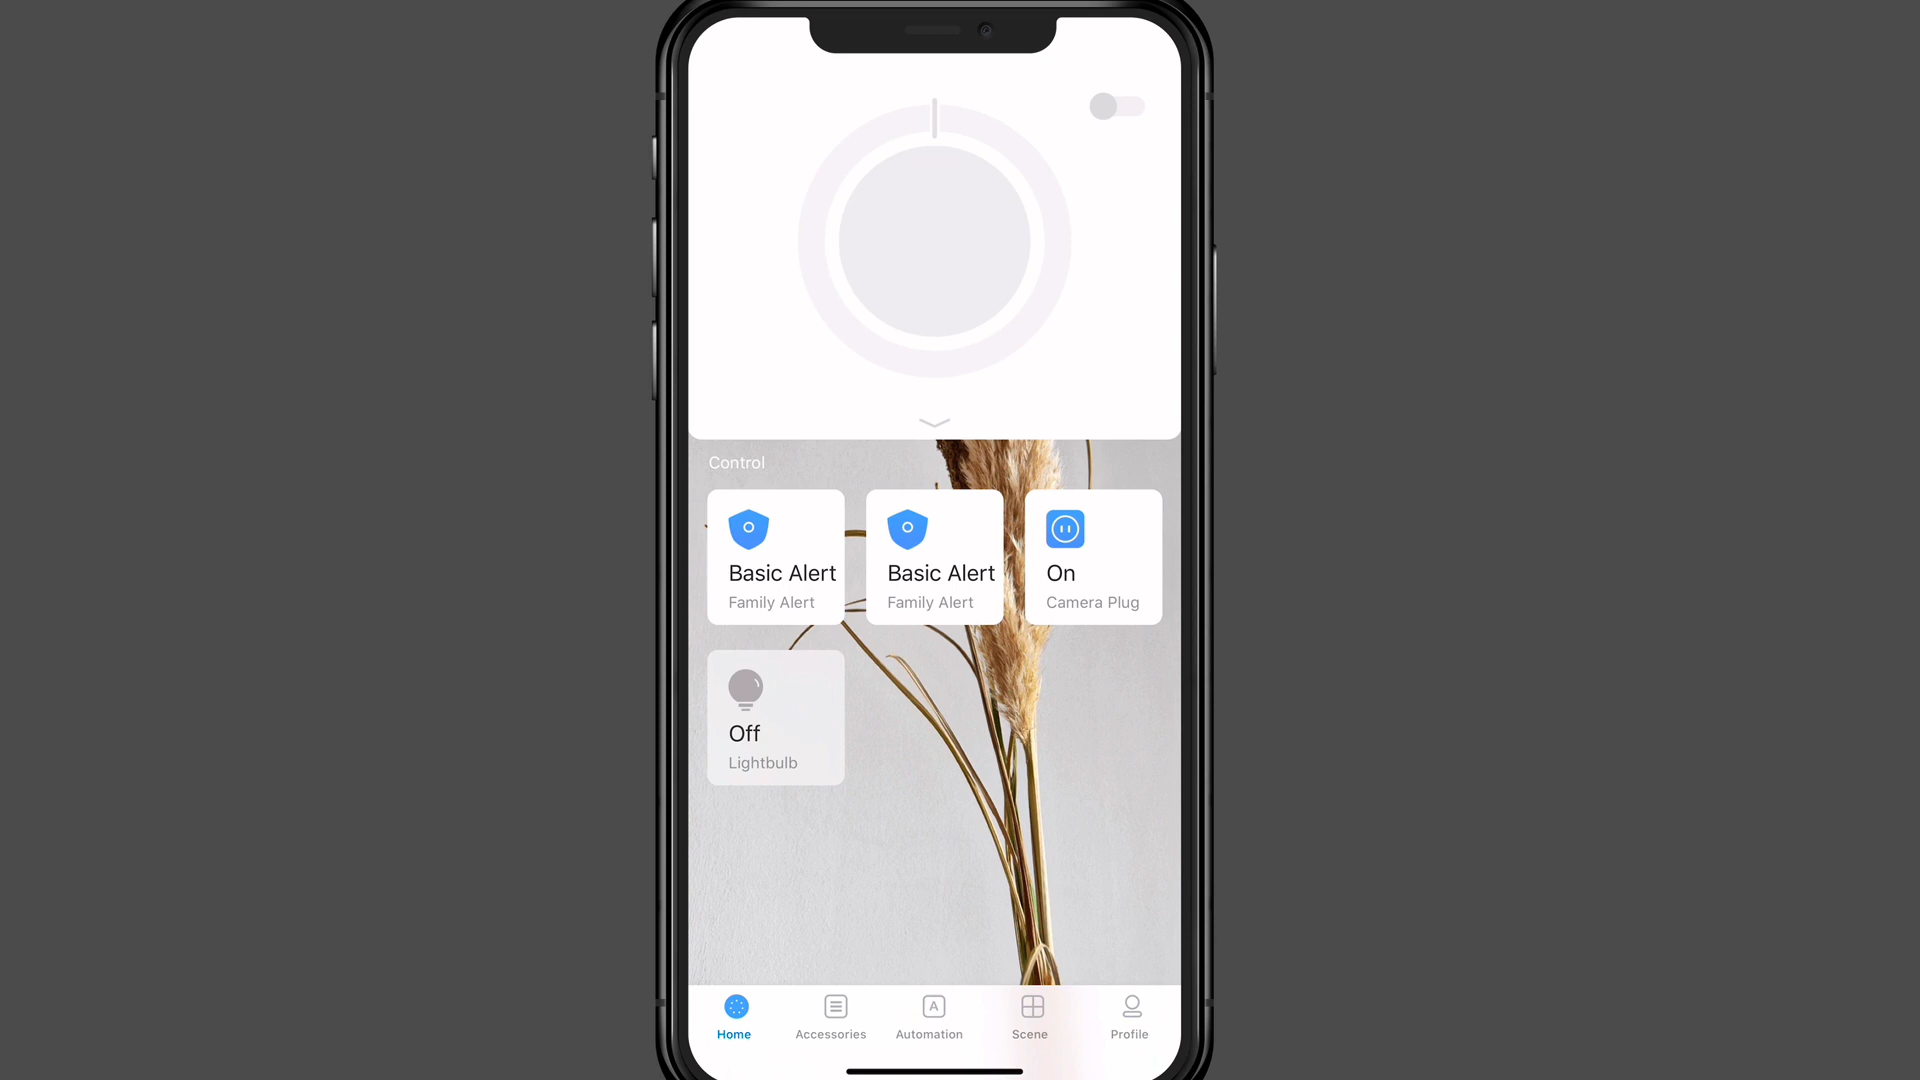 Control
Basic Alert
Family Alert
Basic Alert
Family Alert
On
Camera Plug
Off
Lightbulb
Home
Accessories
A
Automation
Scene
Profile